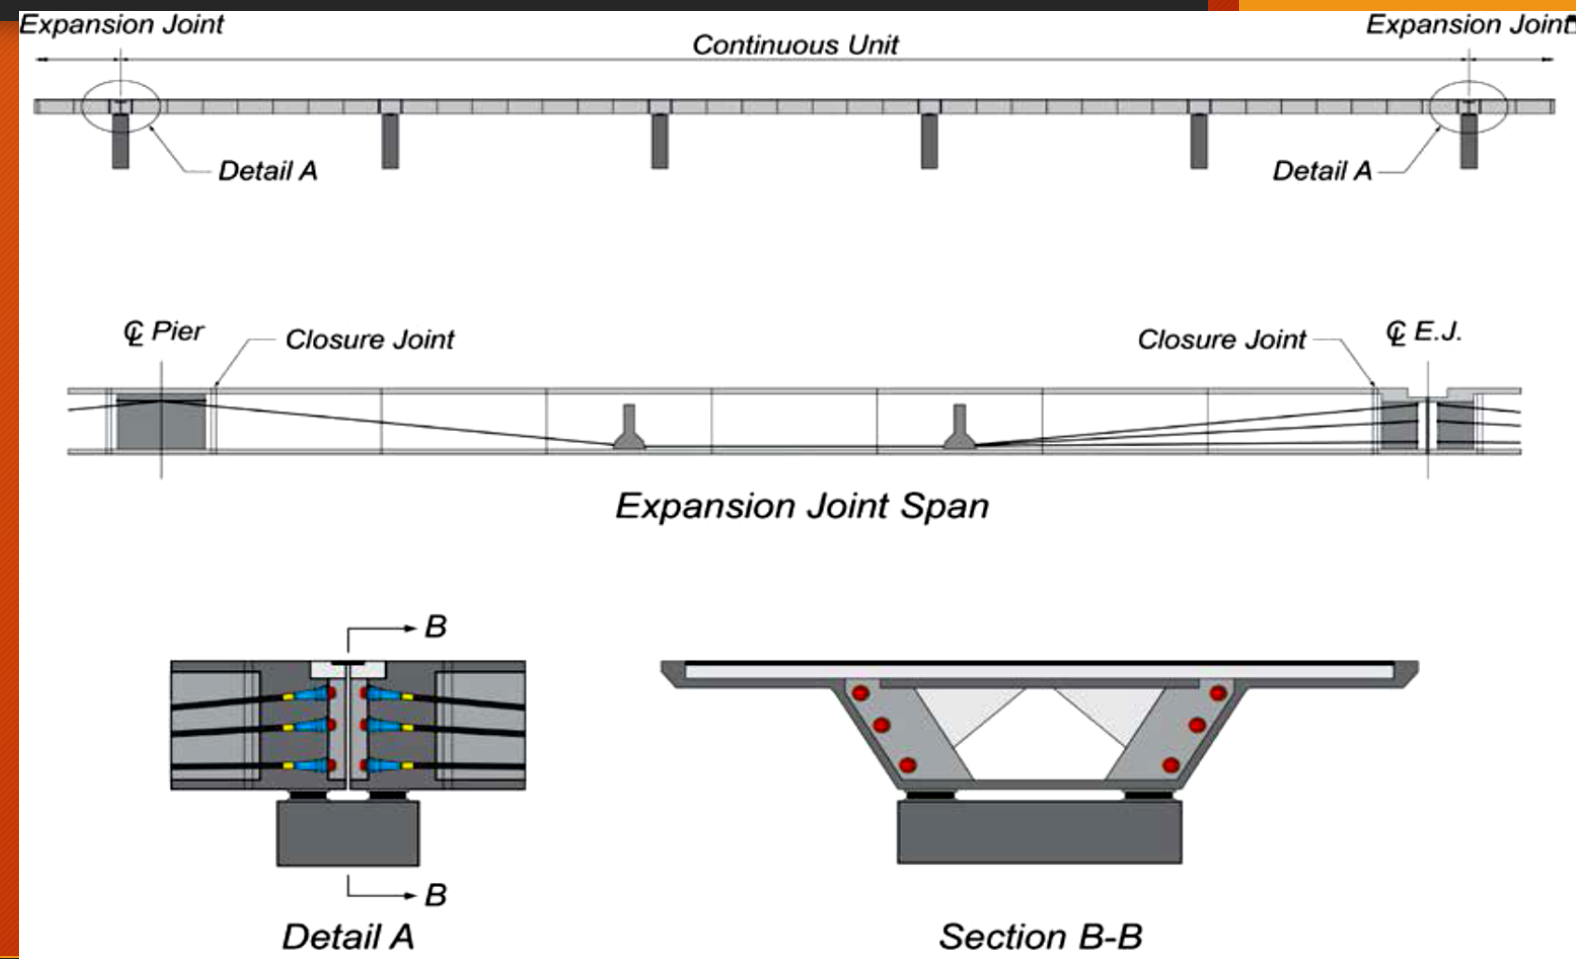 Expansion Joint
Expansion Joint
Continuous Unit
Detail A
Detail A
℄ Pier
Closure Joint
Closure Joint
℄ E.J.
Expansion Joint Span
B
B
Detail A
Section B-B